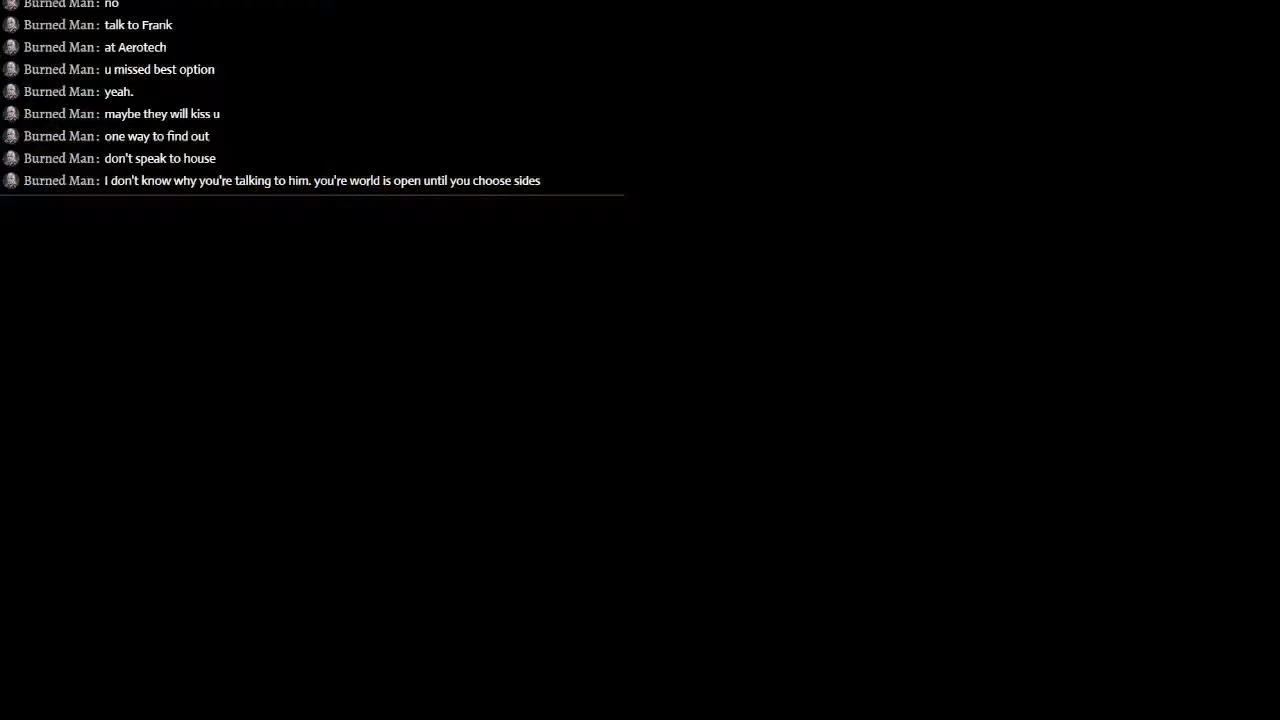 Burned Man: no
Burned Man: talk to Frank
Burned Man: at Aerotech
Burned Man: u missed best option
Burned Man: yeah.
Burned Man: maybe they will kiss u
Burned Man: one way to find out
Burned Man: don't speak to house
Burned Man: I don't know why you're talking to him. you're world is open until you choose sides